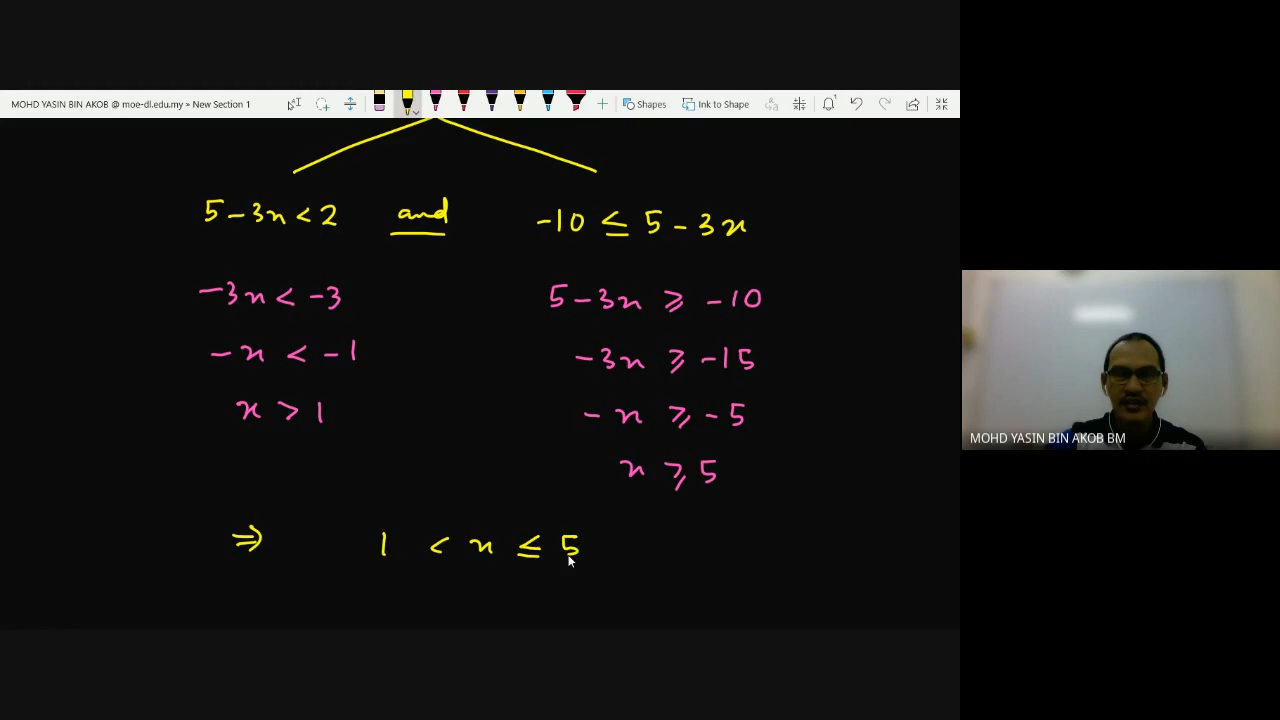 MOHD YASIN BIN AKOB @ moe-dl.edu.my » New Section 1
Shapes
Ink to Shape
5 - 3x < 2 and -10 ≤ 5 - 3x
-3x < -3 5 - 3x ≥ -10
-x < -1 -3x ≥ -15
x > 1 -x ≥ -5
x ≥ 5
⇒ 1 < x ≤ 5
MOHD YASIN BIN AKOB BM